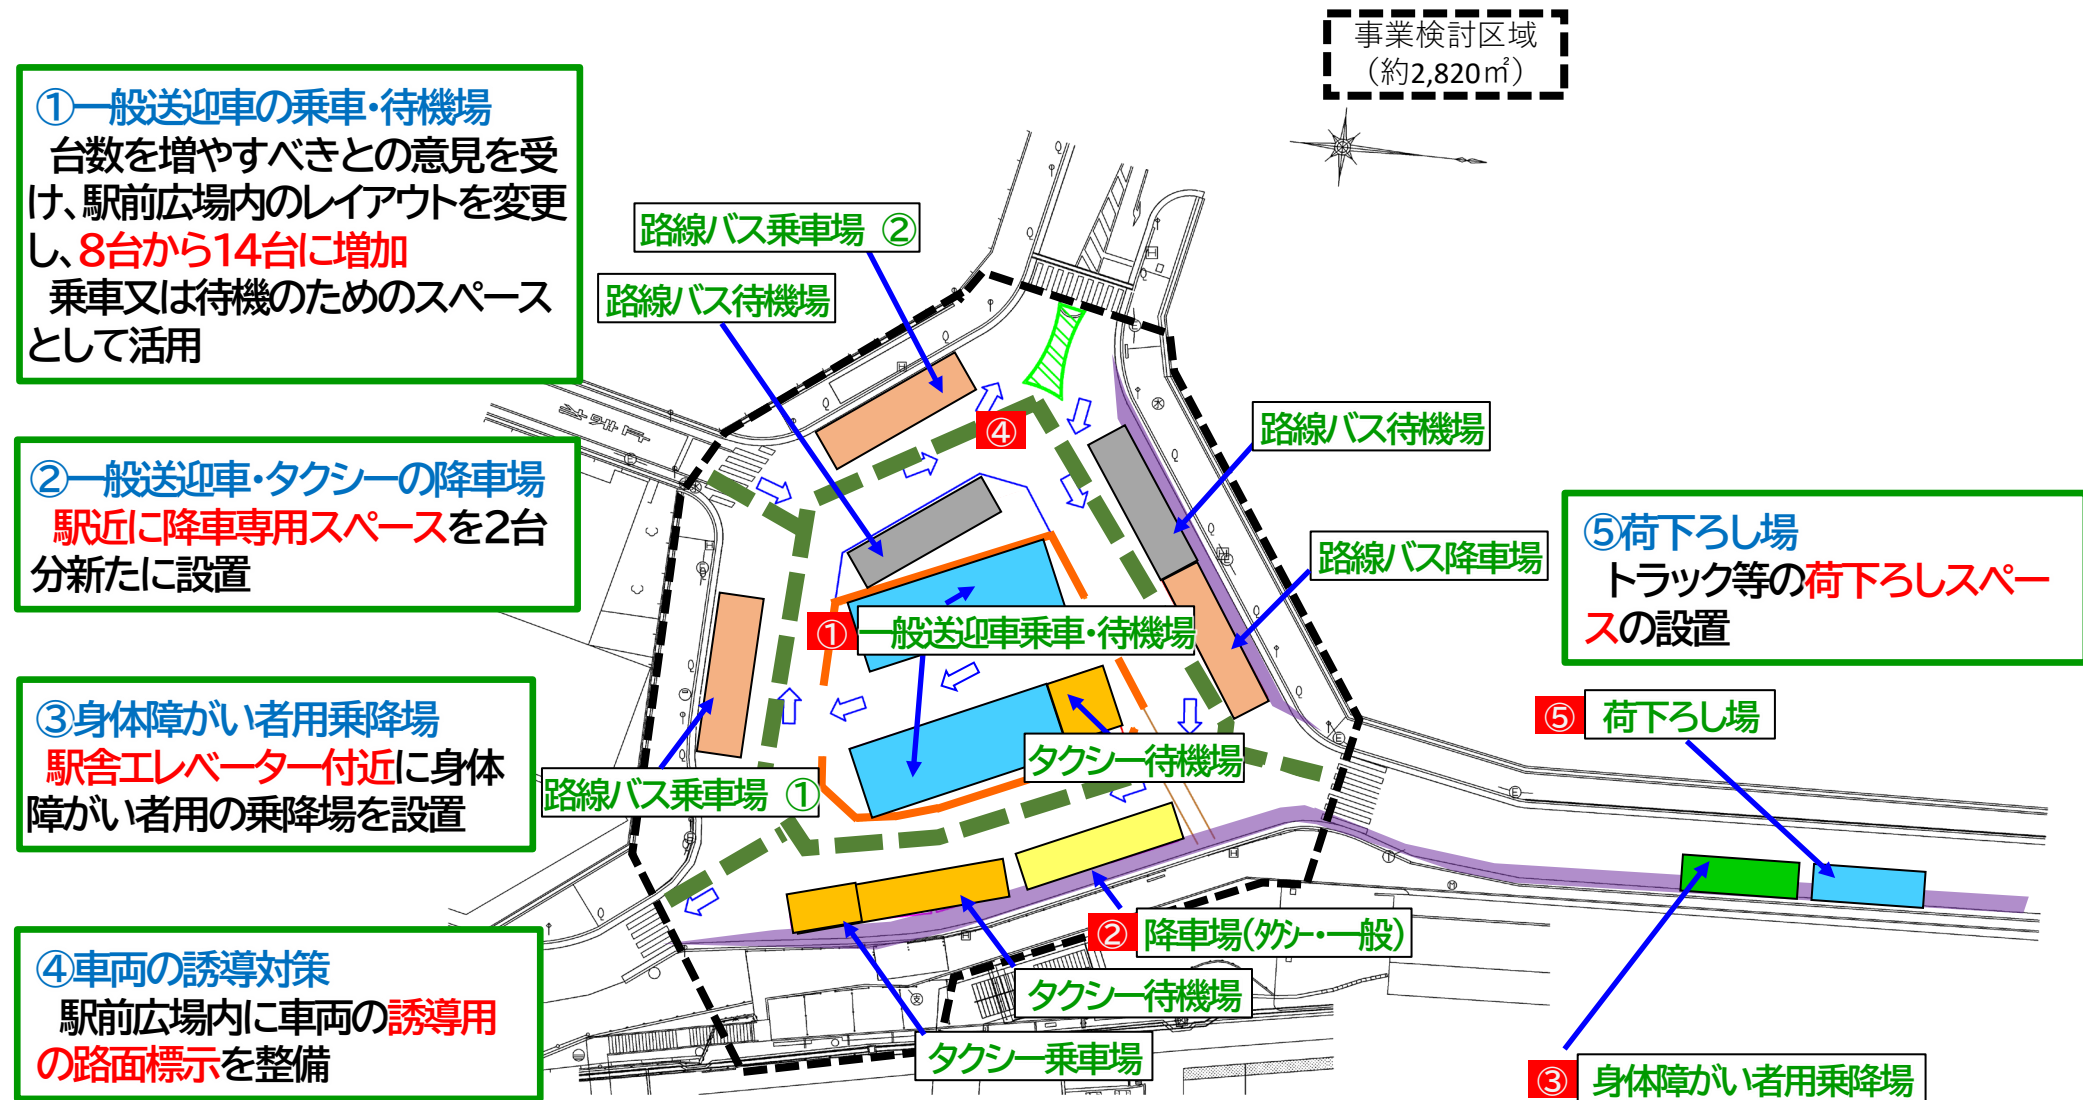 事業検討区域
（約2,820㎡）
①一般送迎車の乗車・待機場
台数を増やすべきとの意見を受
け、駅前広場内のレイアウトを変更
し、8台から14台に増加
乗車又は待機のためのスペース
として活用
②一般送迎車・タクシーの降車場
駅近に降車専用スペースを2台
分新たに設置
③身体障がい者用乗降場
駅舎エレベーター付近に身体
障がい者用の乗降場を設置
④車両の誘導対策
駅前広場内に車両の誘導用
の路面標示を整備
路線バス乗車場 ②
路線バス待機場
④
路線バス待機場
路線バス降車場
① 一般送迎車乗車・待機場
タクシー待機場
路線バス乗車場 ①
② 降車場(タクシー・一般)
タクシー待機場
タクシー乗車場
⑤荷下ろし場
トラック等の荷下ろしスペー
スの設置
⑤ 荷下ろし場
③ 身体障がい者用乗降場